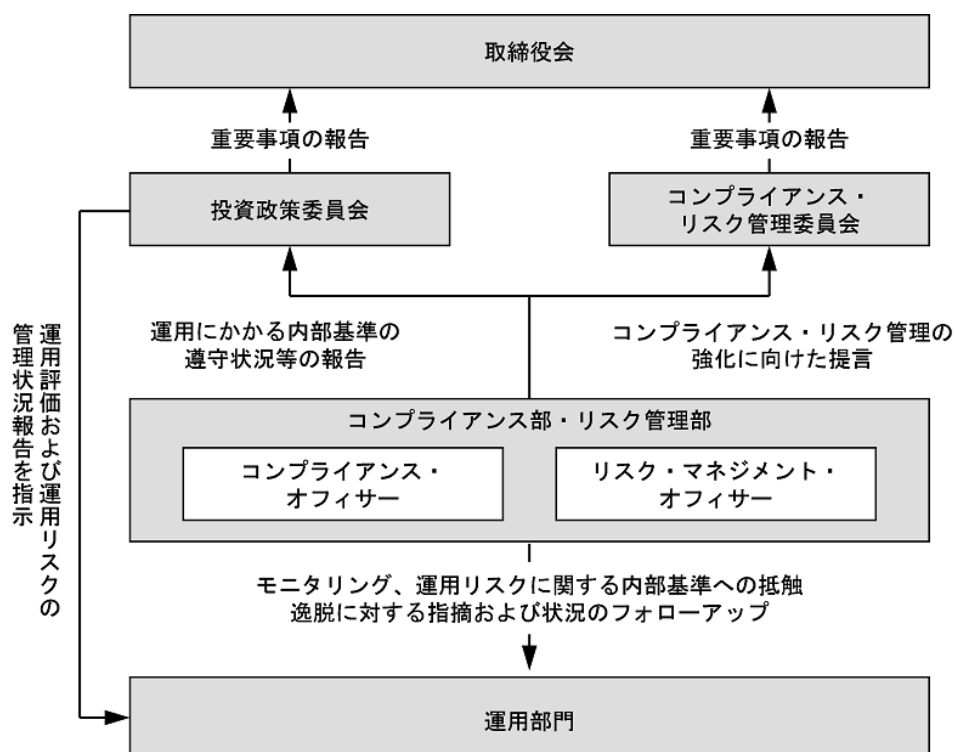 取締役会
重要事項の報告
重要事項の報告
投資政策委員会
コンプライアンス・
リスク管理委員会
運用にかかる内部基準の
遵守状況等の報告
コンプライアンス・リスク管理の
強化に向けた提言
運用評価および運用リスクの
管理状況報告を指示
コンプライアンス部・リスク管理部
コンプライアンス・
オフィサー
リスク・マネジメント・
オフィサー
モニタリング、運用リスクに関する内部基準への抵触
逸脱に対する指摘および状況のフォローアップ
運用部門